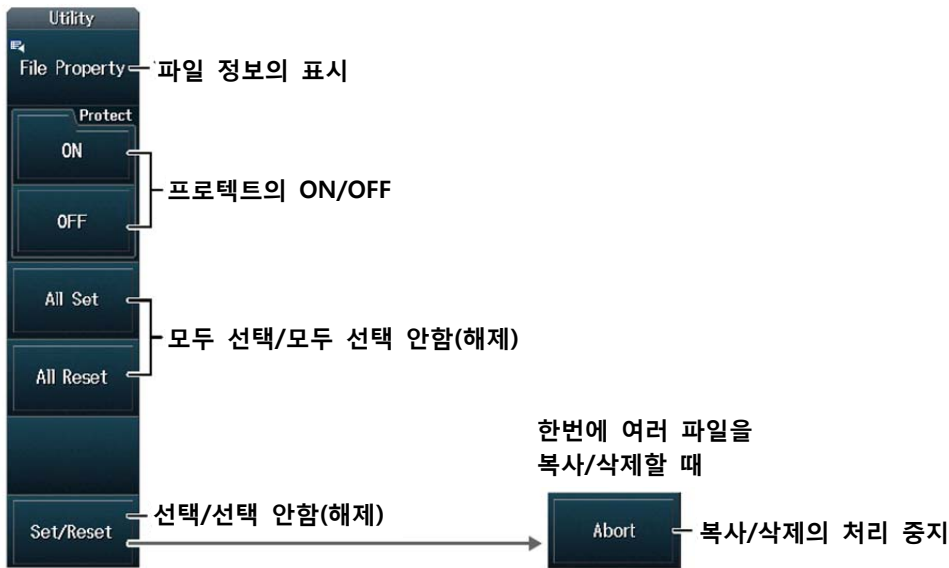 Utility
File Property
파일 정보의 표시
Protect
ON
프로텍트의 ON/OFF
OFF
All Set
모두 선택/모두 선택 안함(해제)
All Reset
한번에 여러 파일을
복사/삭제할 때
Set/Reset
선택/선택 안함(해제)
Abort
복사/삭제의 처리 중지